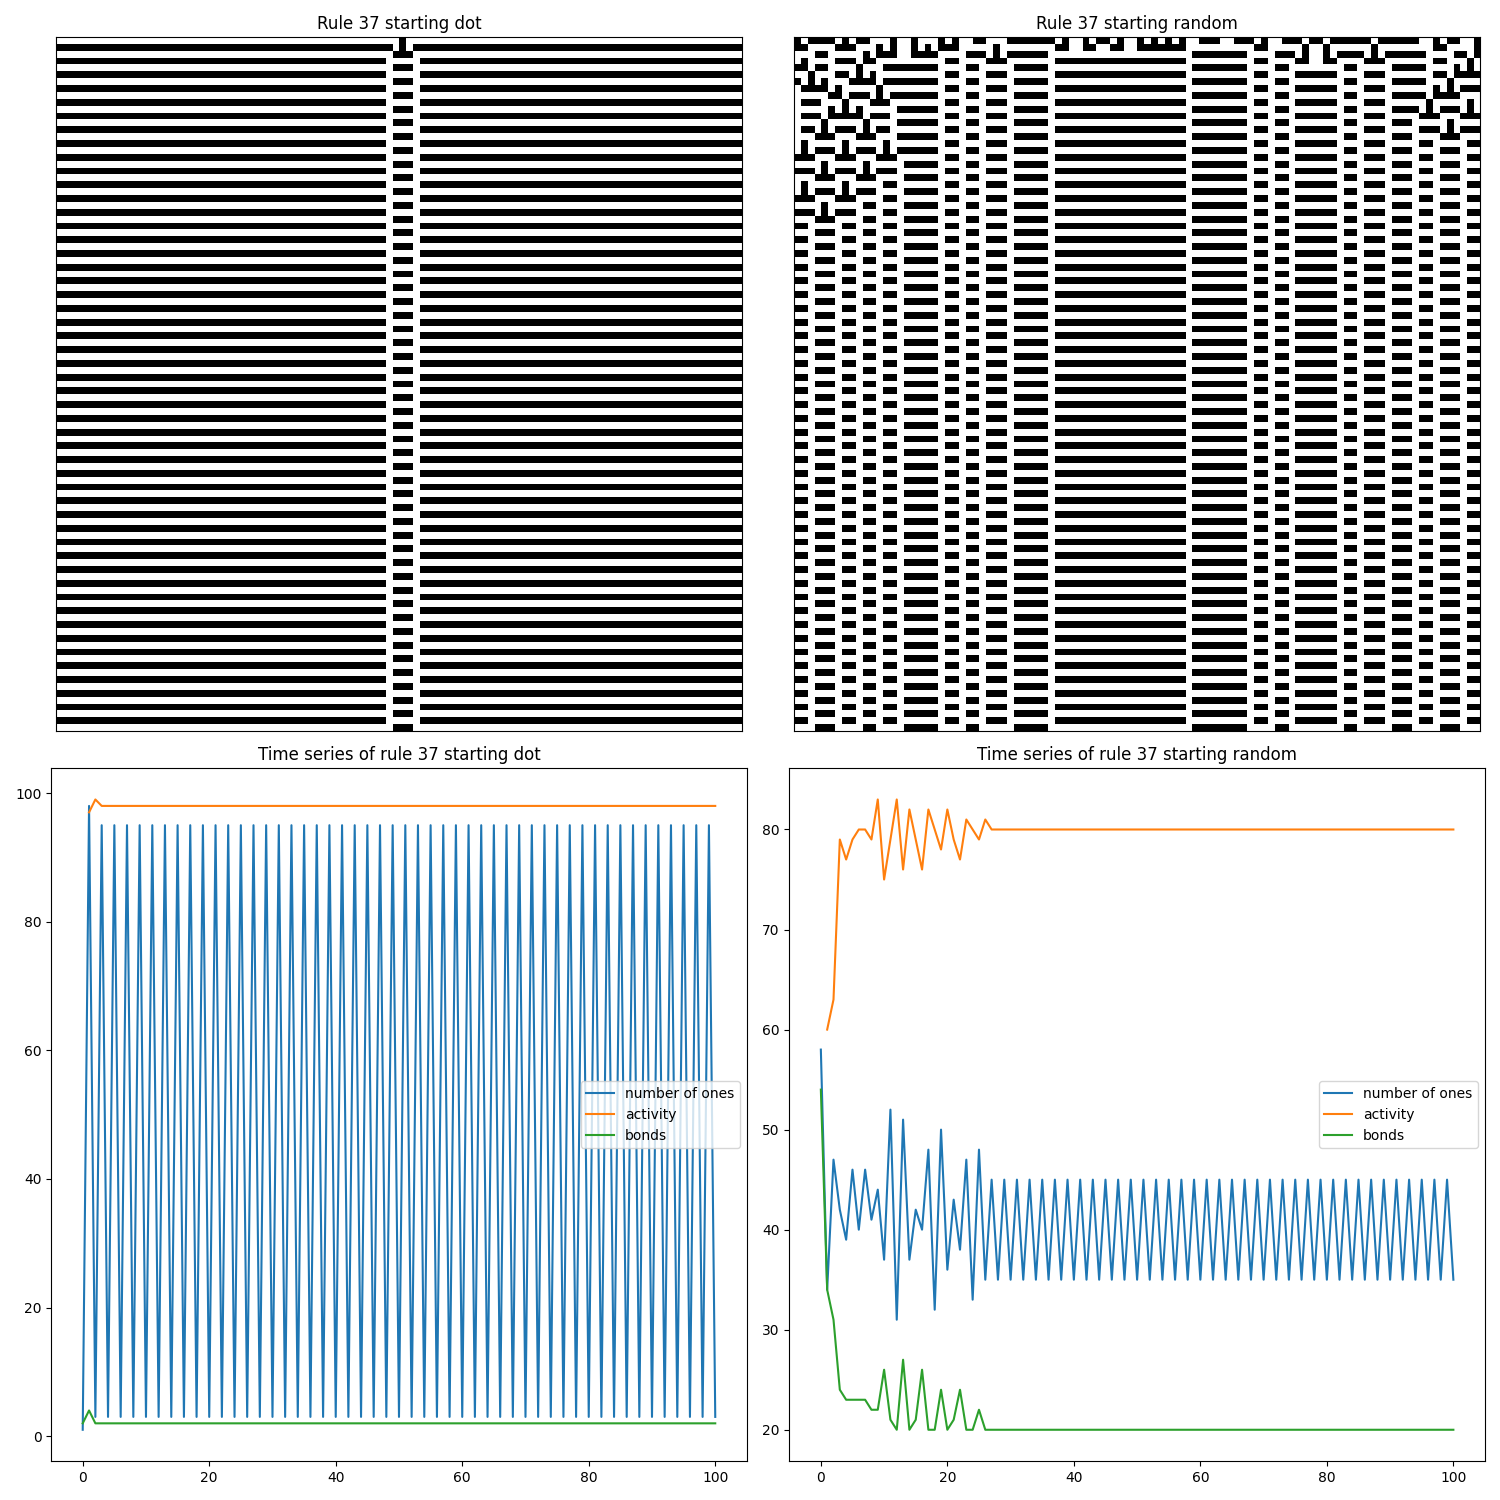 Rule 37 starting dot
Rule 37 starting random
Time series of rule 37 starting dot
Time series of rule 37 starting random
100
80
60
40
20
0
number of ones
activity
bonds
0 20 40 60 80 100
80
70
60
50
40
30
20
number of ones
activity
bonds
0 20 40 60 80 100